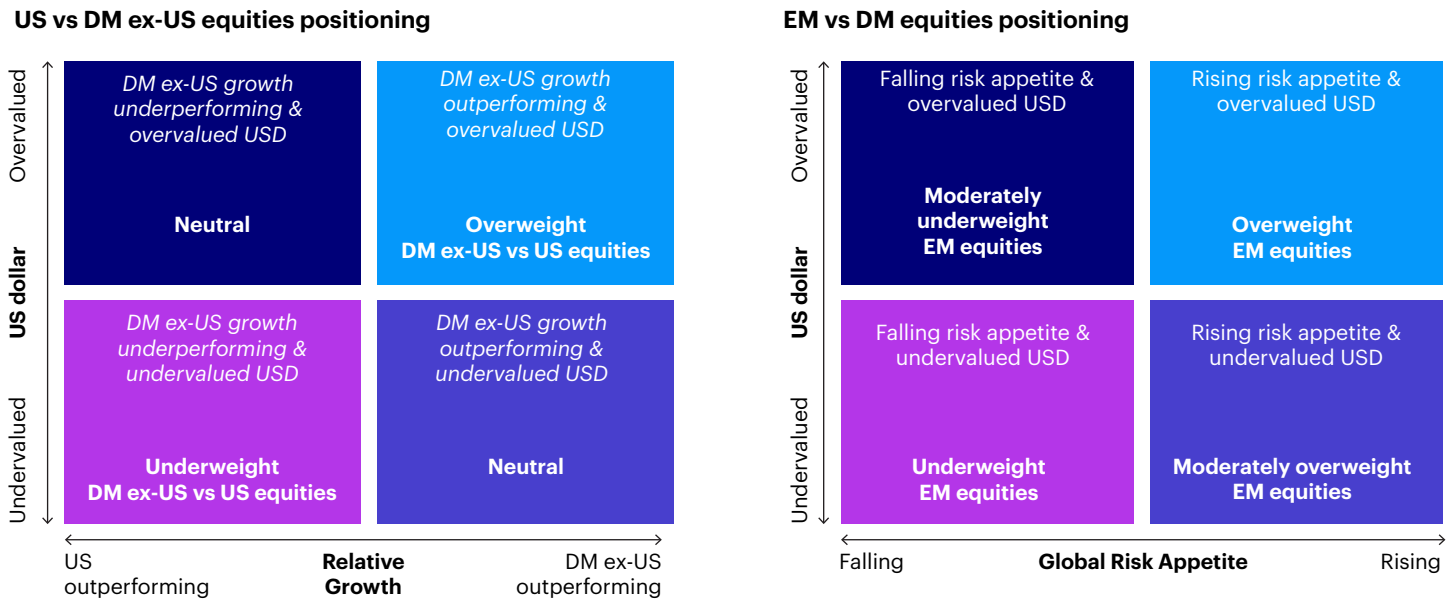 US vs DM ex-US equities positioning
Overvalued
US dollar
Undervalued
DM ex-US growth
underperforming &
overvalued USD
Neutral
DM ex-US growth
outperforming &
overvalued USD
Overweight
DM ex-US vs US equities
DM ex-US growth
underperforming &
undervalued USD
Underweight
DM ex-US vs US equities
DM ex-US growth
outperforming &
undervalued USD
Neutral
US
outperforming
Relative
Growth
DM ex-US
outperforming
EM vs DM equities positioning
Overvalued
US dollar
Undervalued
Falling risk appetite &
overvalued USD
Moderately
underweight
EM equities
Rising risk appetite &
overvalued USD
Overweight
EM equities
Falling risk appetite &
undervalued USD
Underweight
EM equities
Rising risk appetite &
undervalued USD
Moderately overweight
EM equities
Falling
Global Risk Appetite
Rising